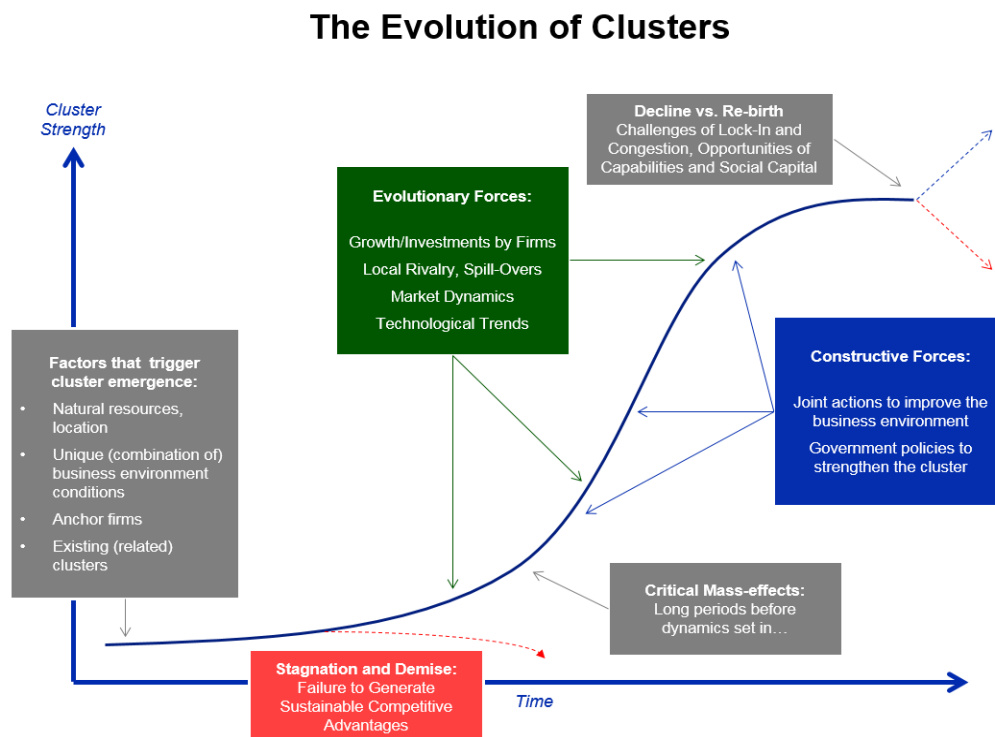 The Evolution of Clusters
Cluster
Strength
Decline vs. Re-birth
Challenges of Lock-In and
Congestion, Opportunities of
Capabilities and Social Capital
Evolutionary Forces:
Growth/Investments by Firms
Local Rivalry, Spill-Overs
Market Dynamics
Technological Trends
Factors that trigger
cluster emergence:
• Natural resources,
location
• Unique (combination of)
business environment
conditions
• Anchor firms
• Existing (related)
clusters
Constructive Forces:
Joint actions to improve the
business environment
Government policies to
strengthen the cluster
Critical Mass-effects:
Long periods before
dynamics set in…
Stagnation and Demise:
Failure to Generate
Sustainable Competitive
Advantages
Time